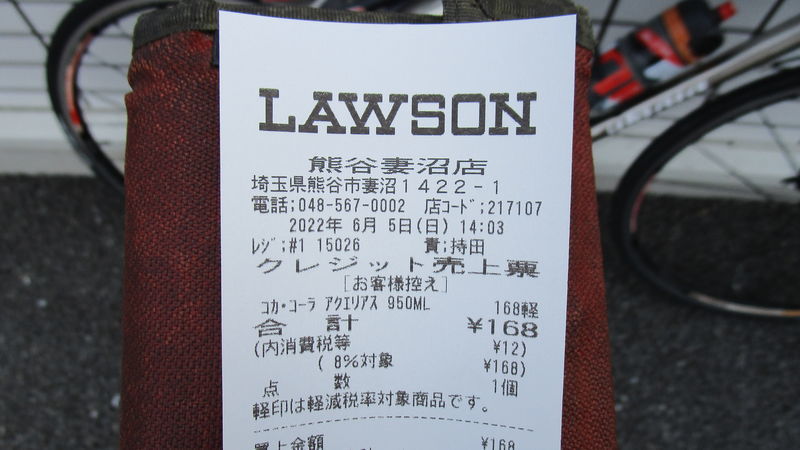 LAWSON
熊谷妻沼店
埼玉県熊谷市妻沼1422-1
電話;048-567-0002 店コード;217107
2022年 6月 5日(日) 14:03
レジ;#1 15026 責;持田
クレジット売上票
[お客様控え]
コカ・コーラ アクエリアス 950ML 168軽
合 計 ¥168
(内消費税等 ¥12)
( 8%対象 ¥168)
点 数 1個
軽印は軽減税率対象商品です。
買上金額 ¥168